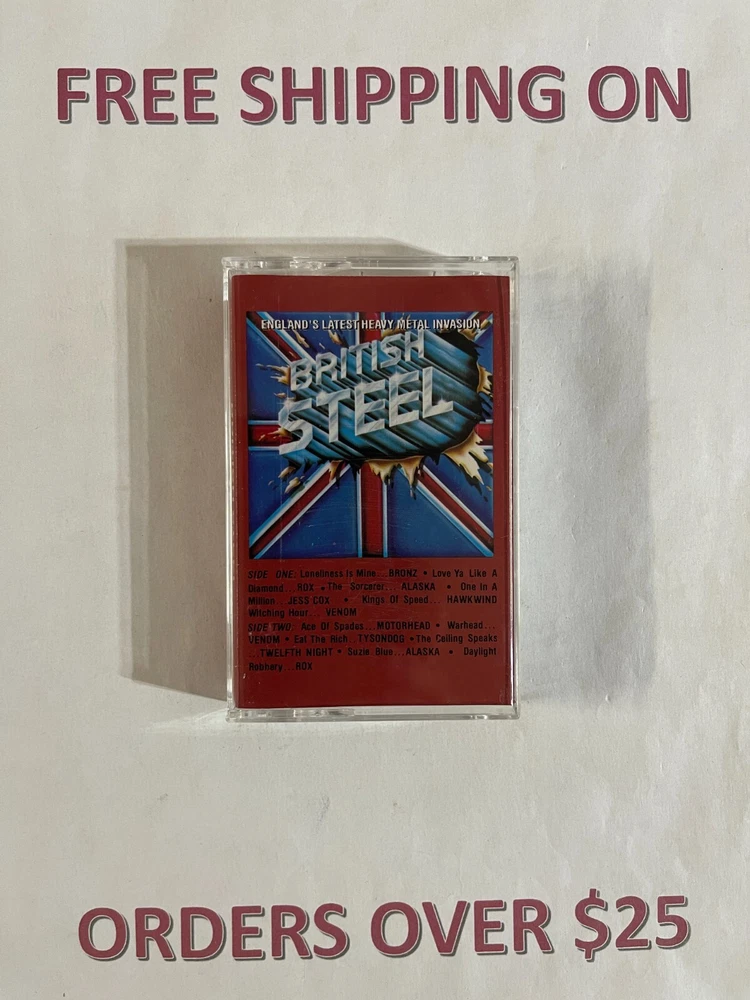 FREE SHIPPING ON
ENGLAND'S LATEST HEAVY METAL INVASION
BRITISH
STEEL
SIDE ONE: Loneliness Is Mine...BRONZ • Love Ya Like A
Diamond...ROX • The Sorcerer... ALASKA • One In A
Million...JESS COX • Kings Of Speed... HAWKWIND
Witching Hour... VENOM
SIDE TWO: Ace Of Spades...MOTORHEAD • Warhead...
VENOM • Eat The Rich...TYSONDOG • The Ceiling Speaks
...TWELFTH NIGHT • Suzie Blue...ALASKA • Daylight
Robbery...ROX
ORDERS OVER $25